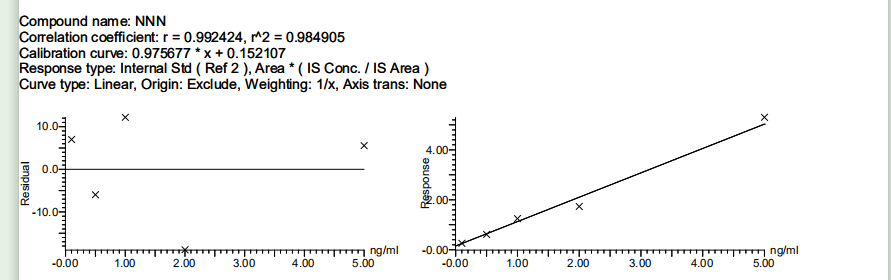 Compound name: NNN
Correlation coefficient: r = 0.992424, r^2 = 0.984905
Calibration curve: 0.975677 * x + 0.152107
Response type: Internal Std ( Ref 2 ), Area * ( IS Conc. / IS Area )
Curve type: Linear, Origin: Exclude, Weighting: 1/x, Axis trans: None
Residual
10.0
0.0
-10.0
ng/ml
-0.00 1.00 2.00 3.00 4.00 5.00
Response
4.00
2.00
-0.00
ng/ml
-0.00 1.00 2.00 3.00 4.00 5.00